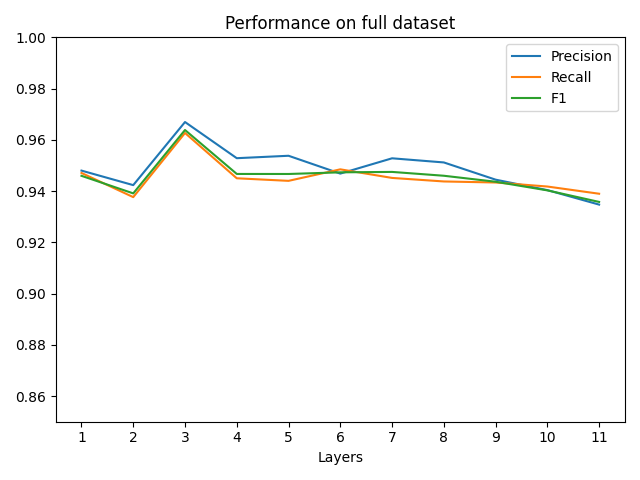 Performance on full dataset
1.00
0.98
0.96
0.94
0.92
0.90
0.88
0.86
Precision
Recall
F1
1 2 3 4 5 6 7 8 9 10 11
Layers